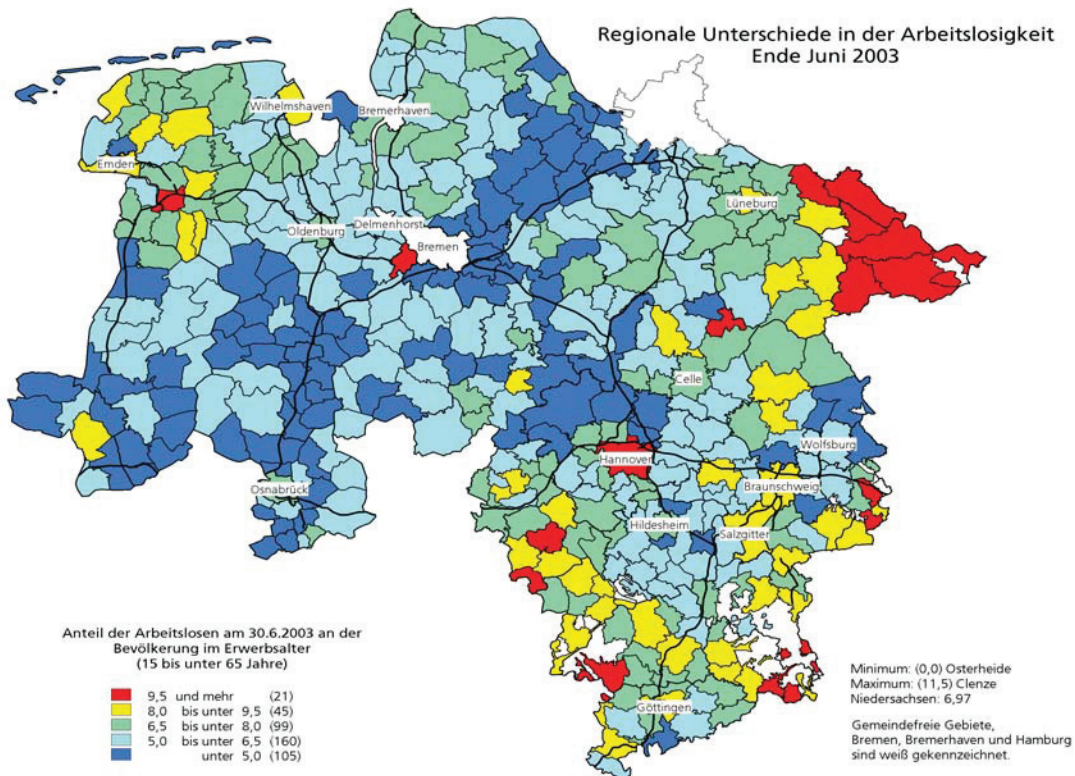 Regionale Unterschiede in der Arbeitslosigkeit
Ende Juni 2003
Wilhelmshaven
Bremerhaven
Emden
Lüneburg
Delmenhorst
Oldenburg
Bremen
Celle
Wolfsburg
Hannover
Osnabrück
Braunschweig
Hildesheim
Salzgitter
Göttingen
Anteil der Arbeitslosen am 30.6.2003 an der
Bevölkerung im Erwerbsalter
(15 bis unter 65 Jahre)
9,5 und mehr (21)
8,0 bis unter 9,5 (45)
6,5 bis unter 8,0 (99)
5,0 bis unter 6,5 (160)
unter 5,0 (105)
Minimum: (0,0) Osterheide
Maximum: (11,5) Clenze
Niedersachsen: 6,97
Gemeindefreie Gebiete,
Bremen, Bremerhaven und Hamburg
sind weiß gekennzeichnet.